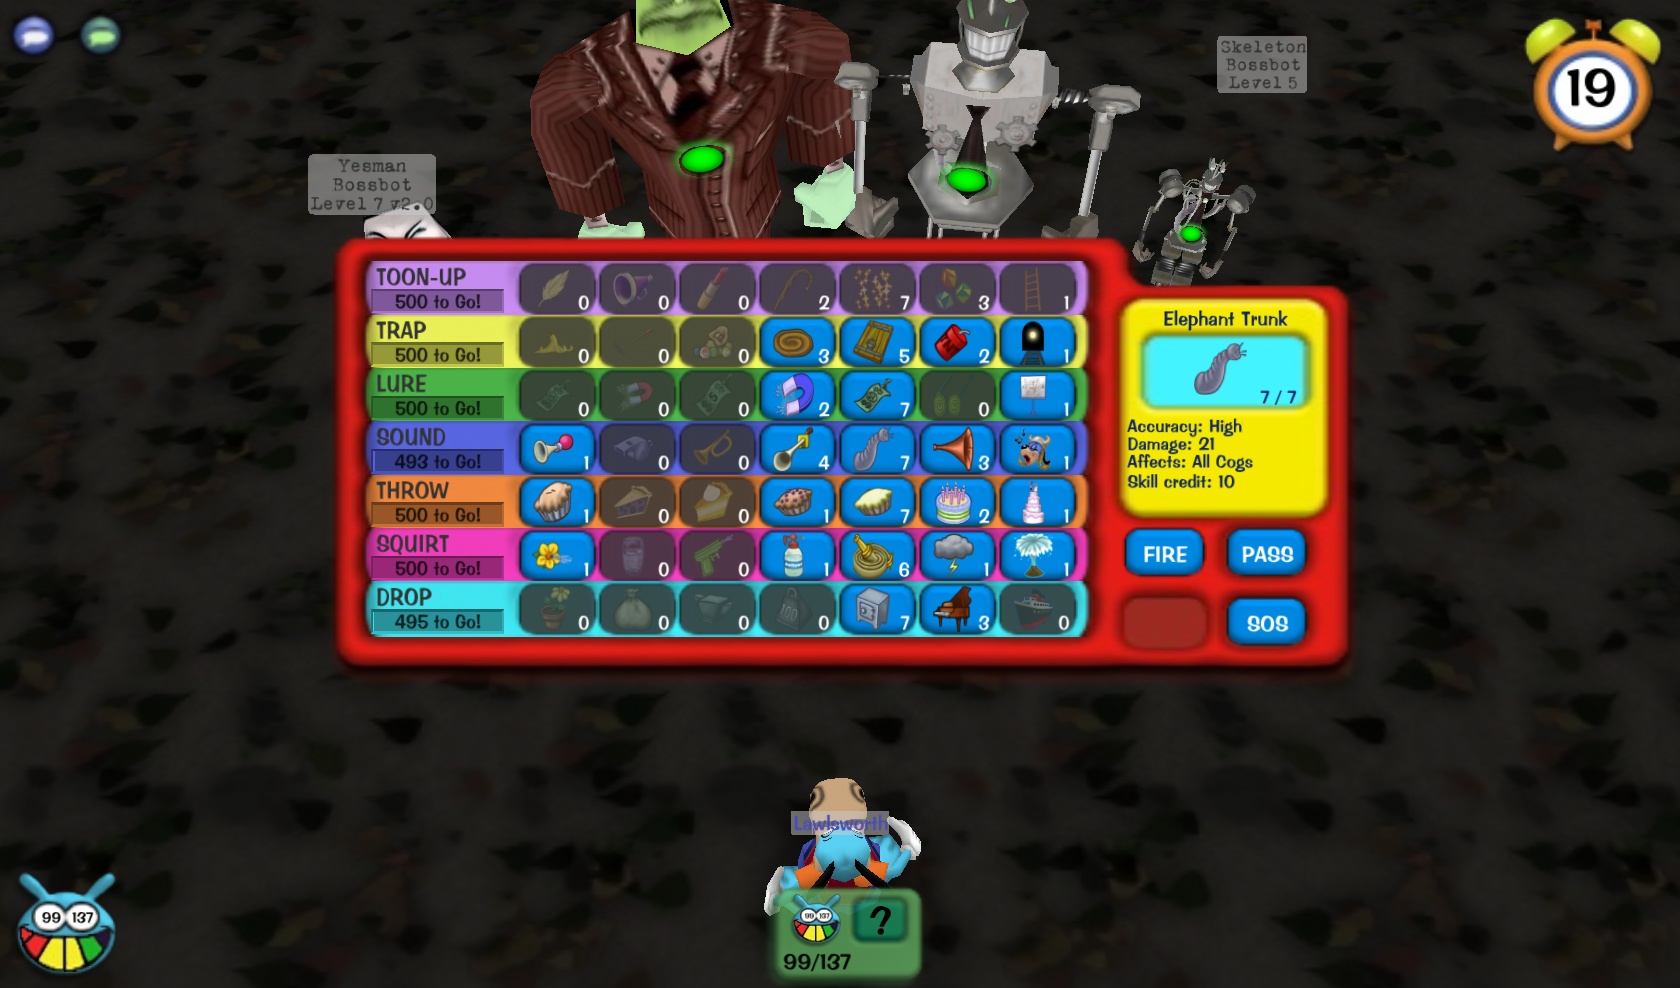 Skeleton
Bossbot
Level 5
19
Yesman
Bossbot
Level 7 v2.0
TOON-UP
500 to Go!
0 0 0 2 7 3 1
TRAP
500 to Go!
0 0 0 3 5 2 1
LURE
500 to Go!
0 0 0 2 7 0 1
SOUND
493 to Go!
1 0 0 4 7 3 1
THROW
500 to Go!
1 0 0 1 7 2 1
SQUIRT
500 to Go!
1 0 0 1 6 1 1
DROP
495 to Go!
0 0 0 0 7 3 0
Elephant Trunk
7 / 7
Accuracy: High
Damage: 21
Affects: All Cogs
Skill credit: 10
FIRE PASS
SOS
Lawlsworth
99 137
99 137
?
99/137